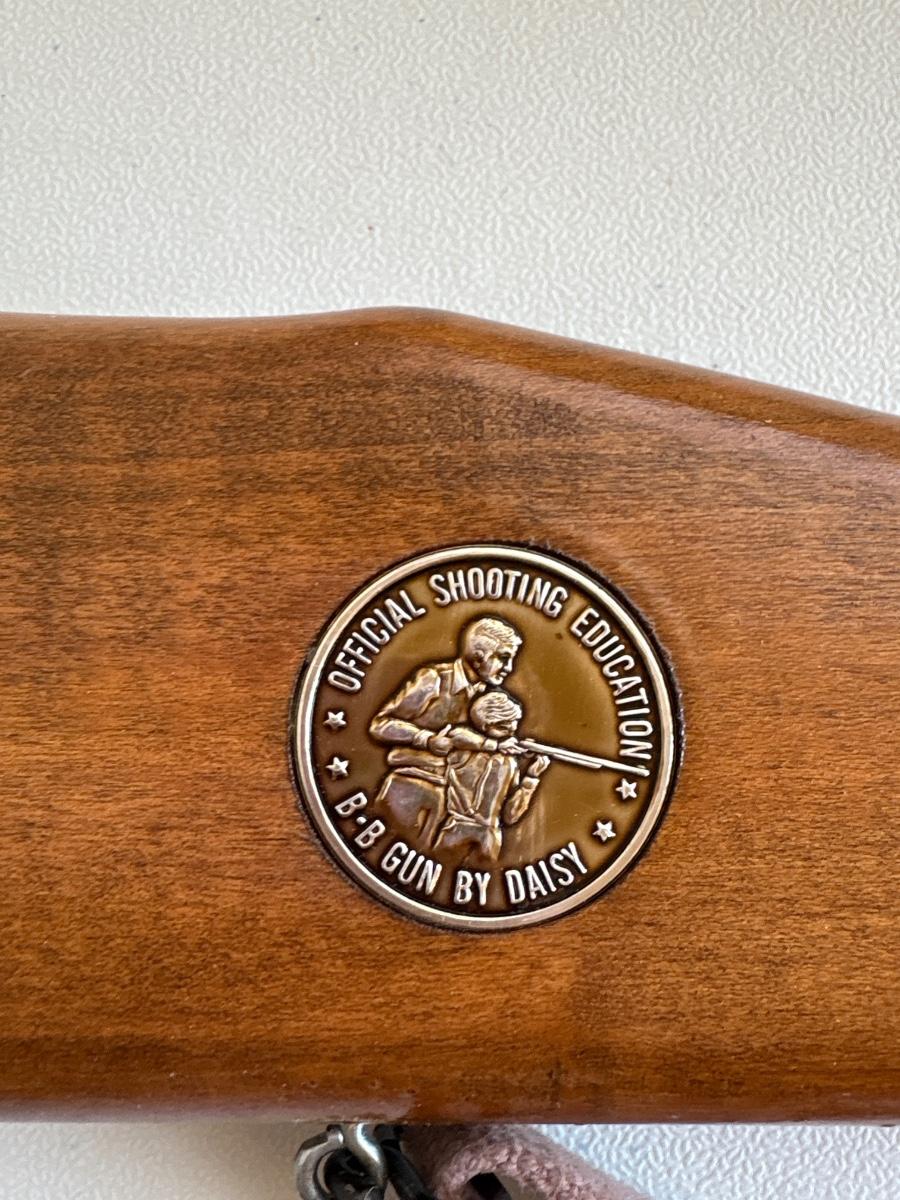 OFFICIAL SHOOTING EDUCATION
B·B GUN BY DAISY